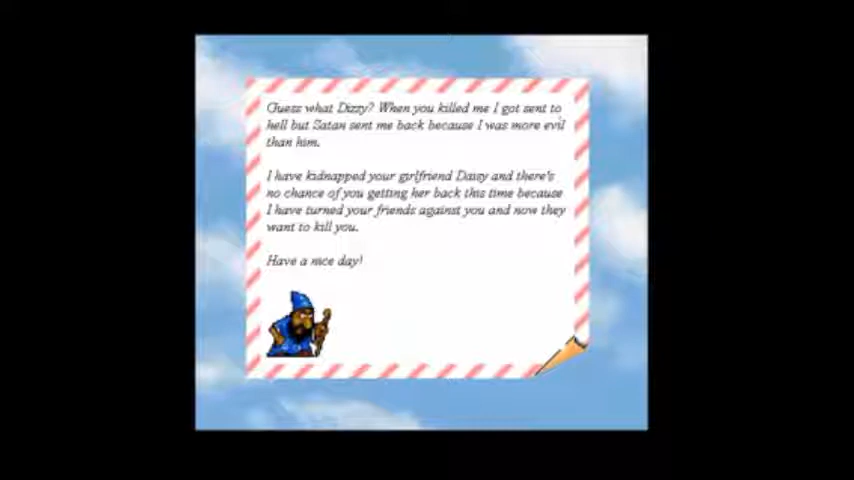 Guess what Dizzy? When you killed me I got sent to
hell but Satan sent me back because I was more evil
than him.
I have kidnapped your girlfriend Daisy and there's
no chance of you getting her back this time because
I have turned your friends against you and now they
want to kill you.
Have a nice day!